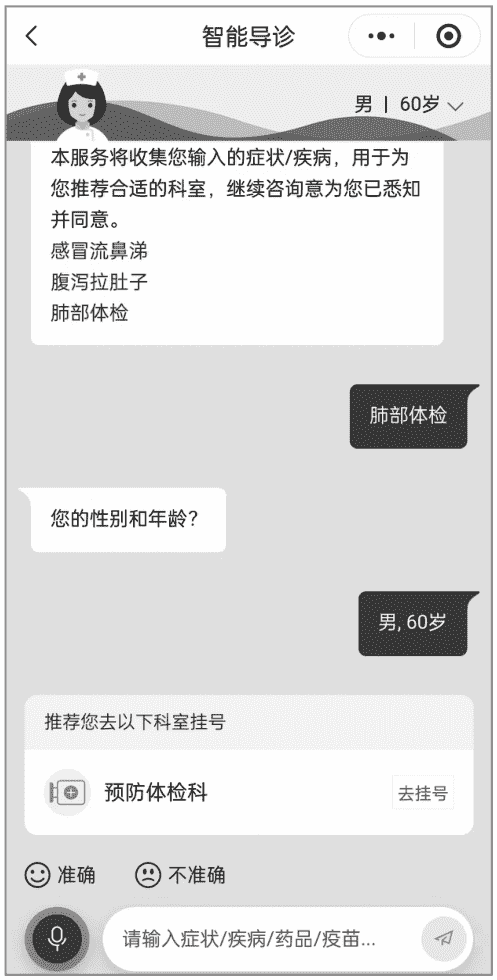 智能导诊
男 | 60岁
本服务将收集您输入的症状/疾病，用于为
您推荐合适的科室，继续咨询意为您已悉知
并同意。
感冒流鼻涕
腹泻拉肚子
肺部体检
肺部体检
您的性别和年龄？
男, 60岁
推荐您去以下科室挂号
预防体检科
去挂号
准确
不准确
请输入症状/疾病/药品/疫苗...